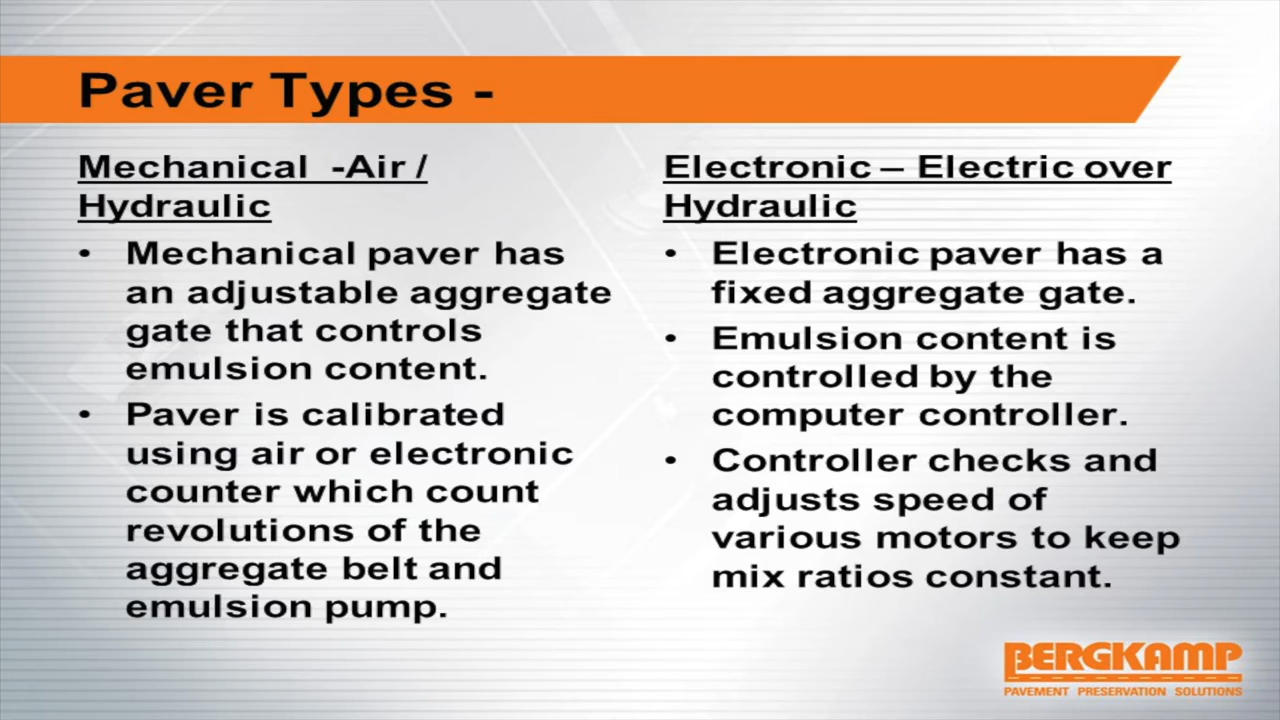 Paver Types -
Mechanical -Air /
Hydraulic
• Mechanical paver has
an adjustable aggregate
gate that controls
emulsion content.
• Paver is calibrated
using air or electronic
counter which count
revolutions of the
aggregate belt and
emulsion pump.
Electronic – Electric over
Hydraulic
• Electronic paver has a
fixed aggregate gate.
• Emulsion content is
controlled by the
computer controller.
• Controller checks and
adjusts speed of
various motors to keep
mix ratios constant.
BERGKAMP
PAVEMENT PRESERVATION SOLUTIONS